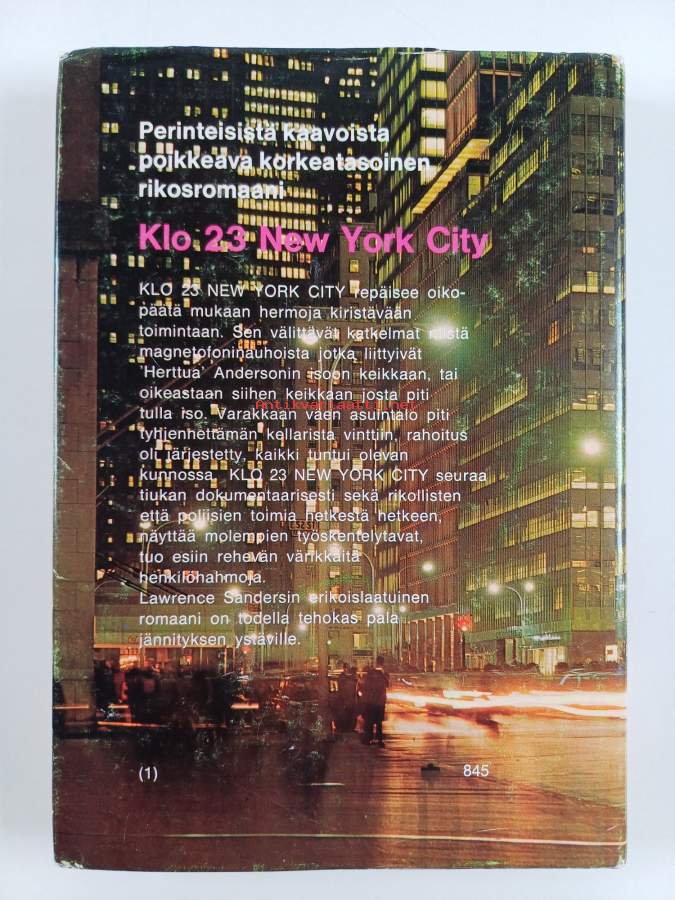 Perinteisistä kaavoista
poikkeava korkeatasoinen
rikosromaani
Klo 23 New York City
KLO 23 NEW YORK CITY repäisee oiko-
päätä mukaan hermoja kiristävään
toimintaan. Sen välittävät katkelmat niistä
magnetofoninauhoista jotka liittyivät
'Herttua' Andersonin isoon keikkaan, tai
oikeastaan siihen keikkaan josta piti
Antikvariaatti.net
tulla iso. Varakkaan väen asuintalo piti
tyhjennettämän kellarista vinttiin, rahoitus
oli järjestetty, kaikki tuntui olevan
kunnossa. KLO 23 NEW YORK CITY seuraa
tiukan dokumentaarisesti sekä rikollisten
että poliisien toimia hetkestä hetkeen,
näyttää molempien työskentelytavat,
tuo esiin rehevän värikkäitä
henkilöhahmoja.
Lawrence Sandersin erikoislaatuinen
romaani on todella tehokas pala
jännityksen ystäville.
(1) 845